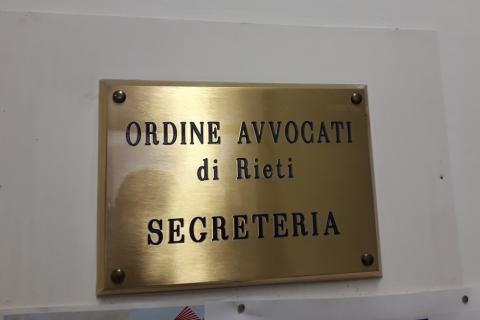 ORDINE AVVOCATI
di Rieti
SEGRETERIA